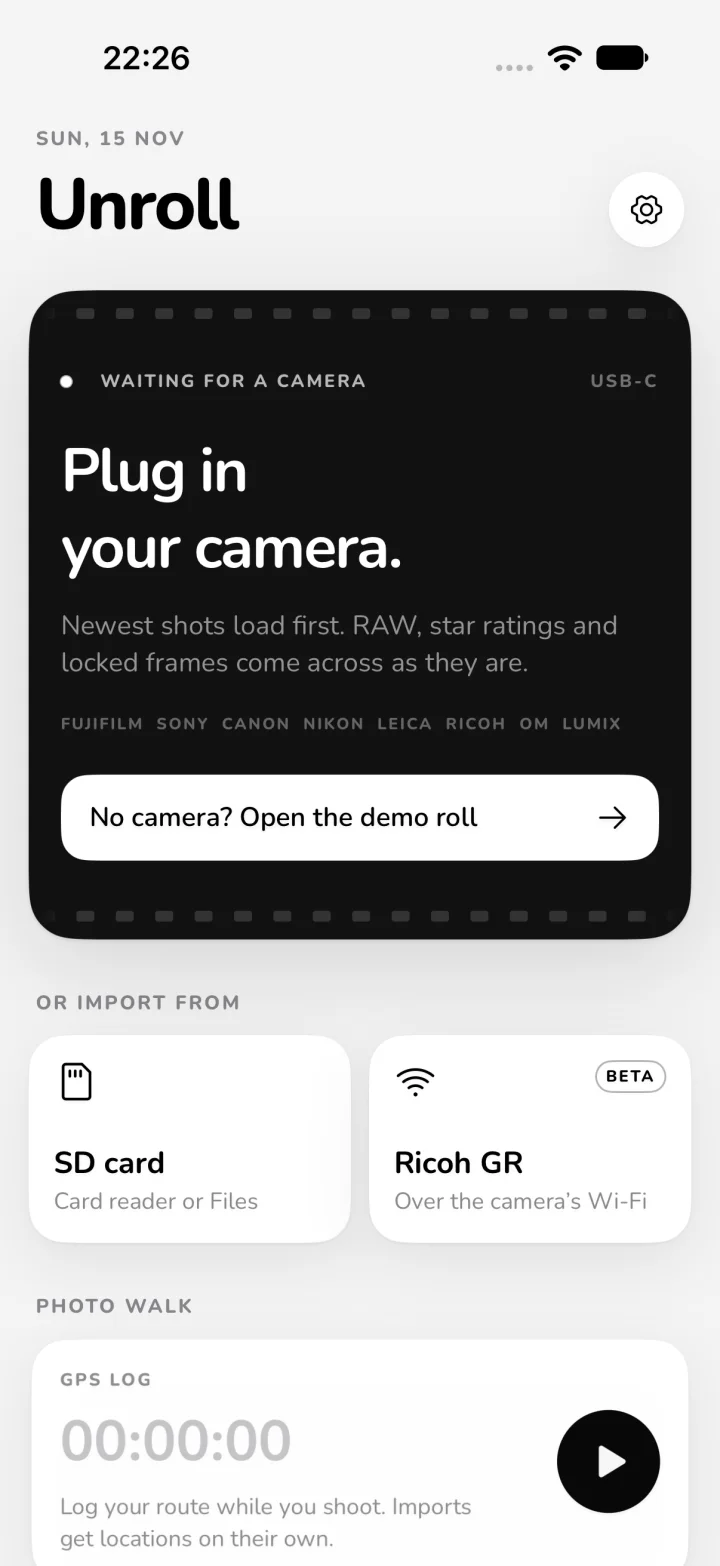 22:26
SUN, 15 NOV
Unroll
WAITING FOR A CAMERA
USB-C
Plug in
your camera.
Newest shots load first. RAW, star ratings and
locked frames come across as they are.
FUJIFILM SONY CANON NIKON LEICA RICOH OM LUMIX
No camera? Open the demo roll
OR IMPORT FROM
SD card
Card reader or Files
BETA
Ricoh GR
Over the camera’s Wi-Fi
PHOTO WALK
GPS LOG
00:00:00
Log your route while you shoot. Imports
get locations on their own.